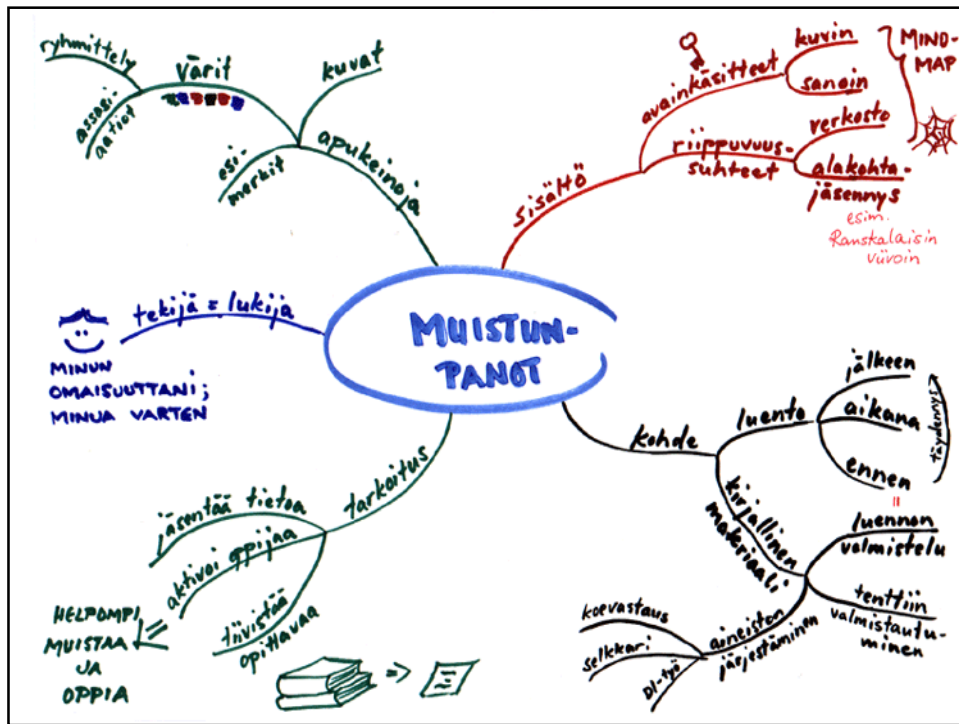 MUISTIIN-
PANOT
sisältö
avainkäsitteet
kuvin
sanoin
MIND-
MAP
riippuvuus-
suhteet
verkosto
alakohta-
jäsennys
esim.
Ranskalaisin
viivoin
kohde
luento
jälkeen
aikana
ennen
täydennys
=
kirjallinen
materiaali
luennon
valmistelu
tenttiin
valmistautu-
minen
aineiston
järjestäminen
koevastaus
selkkari
DI-työ
tarkoitus
jäsentää tietoa
aktivoi oppijaa
tiivistää
opittavaa
=
HELPOMPI
MUISTAA
JA
OPPIA
=>
tekijä = lukija
MINUN
OMAISUUTTANI;
MINUA VARTEN
apukeinoja
esi-
merkit
kuvat
värit
ryhmittely
assosi-
aatiot